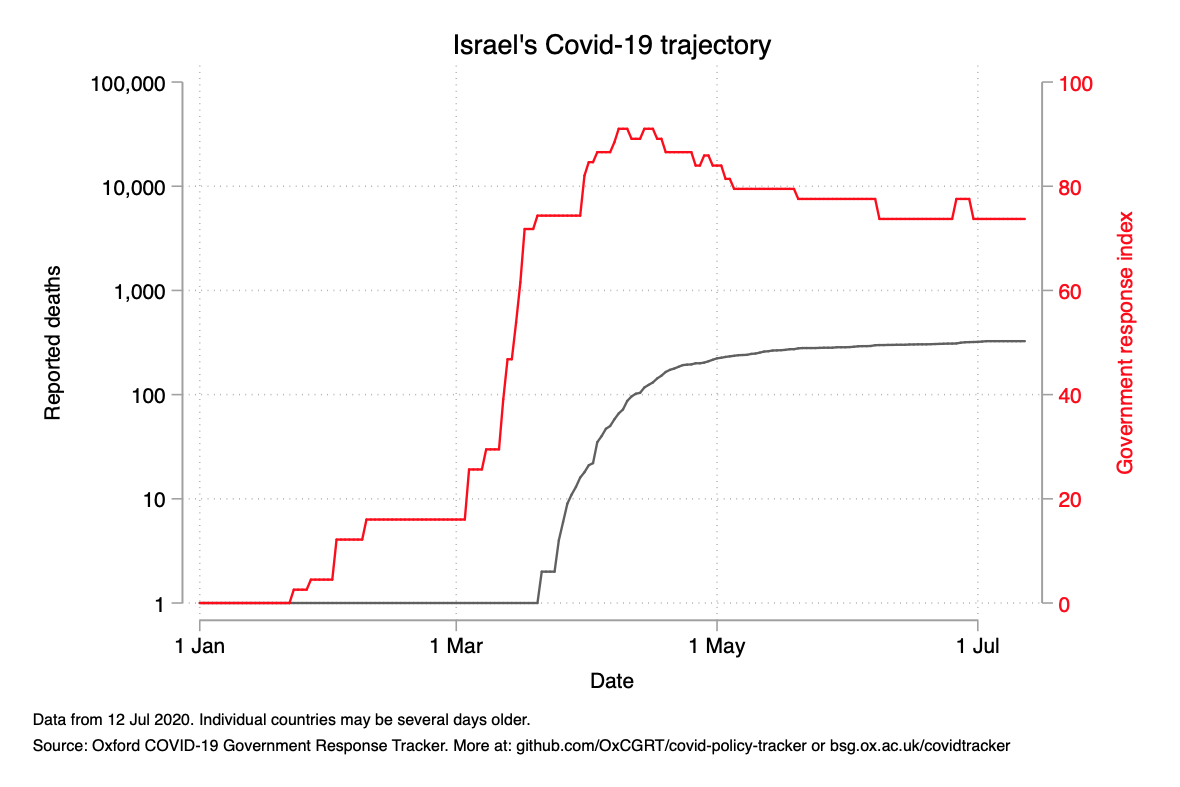 Israel's Covid-19 trajectory
100,000
10,000
1,000
100
10
1
Reported deaths
100
80
60
40
20
0
Government response index
1 Jan
1 Mar
1 May
1 Jul
Date
Data from 12 Jul 2020. Individual countries may be several days older.
Source: Oxford COVID-19 Government Response Tracker. More at: github.com/OxCGRT/covid-policy-tracker or bsg.ox.ac.uk/covidtracker